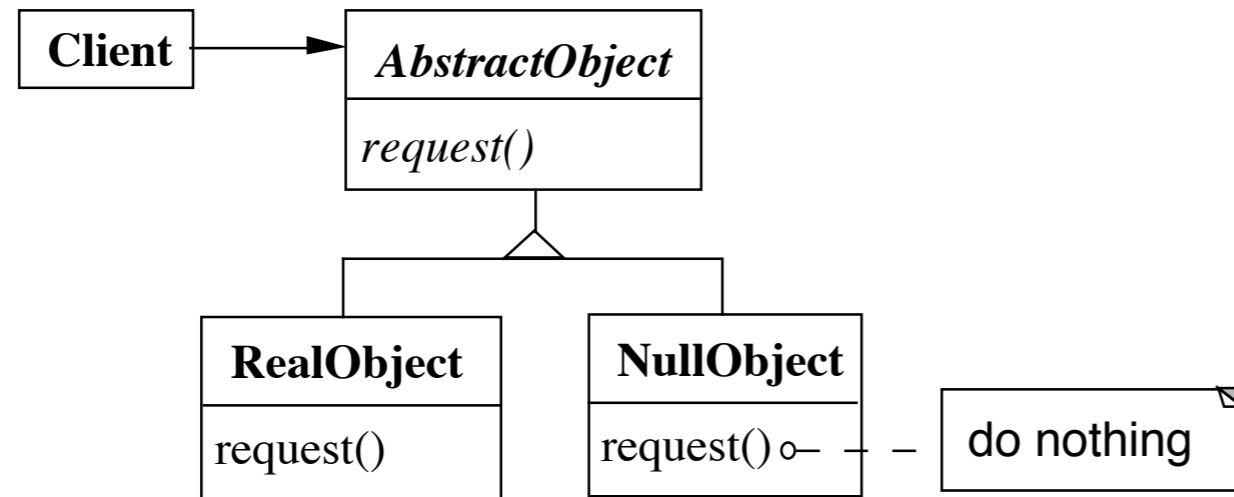 Client
AbstractObject
request()
RealObject
NullObject
request()
request()
do nothing